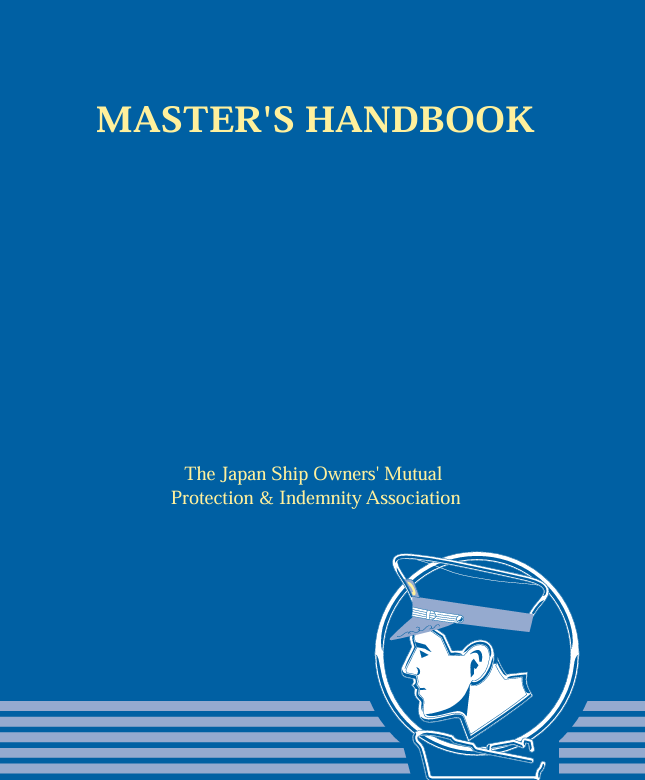 MASTER'S HANDBOOK
The Japan Ship Owners' Mutual
Protection & Indemnity Association